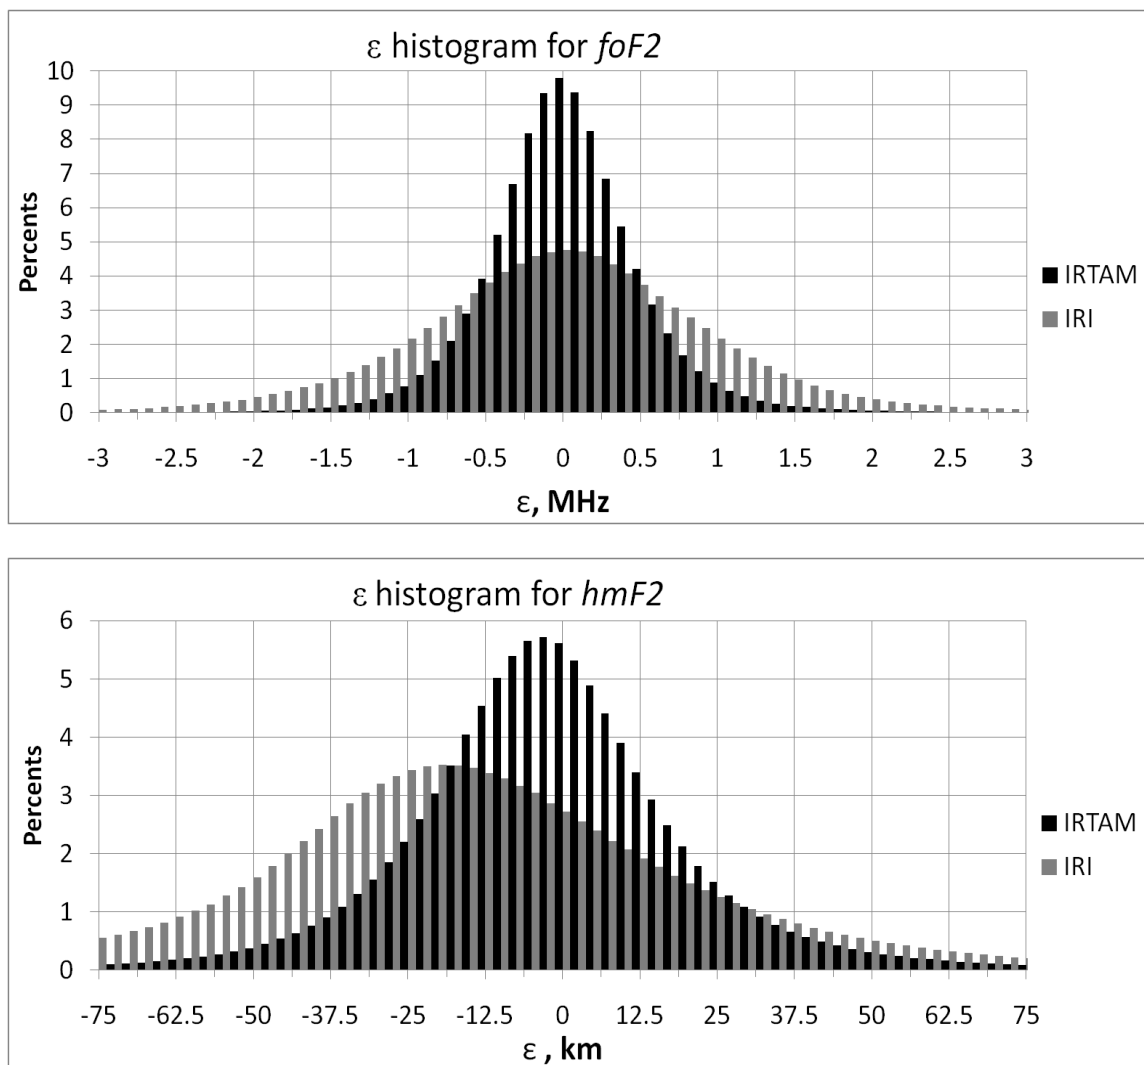 ε histogram for foF2
10
9
8
7
6
5
4
3
2
1
0
Percents
-3 -2.5 -2 -1.5 -1 -0.5 0 0.5 1 1.5 2 2.5 3
ε, MHz
IRTAM
IRI
ε histogram for hmF2
6
5
4
3
2
1
0
Percents
-75 -62.5 -50 -37.5 -25 -12.5 0 12.5 25 37.5 50 62.5 75
ε , km
IRTAM
IRI